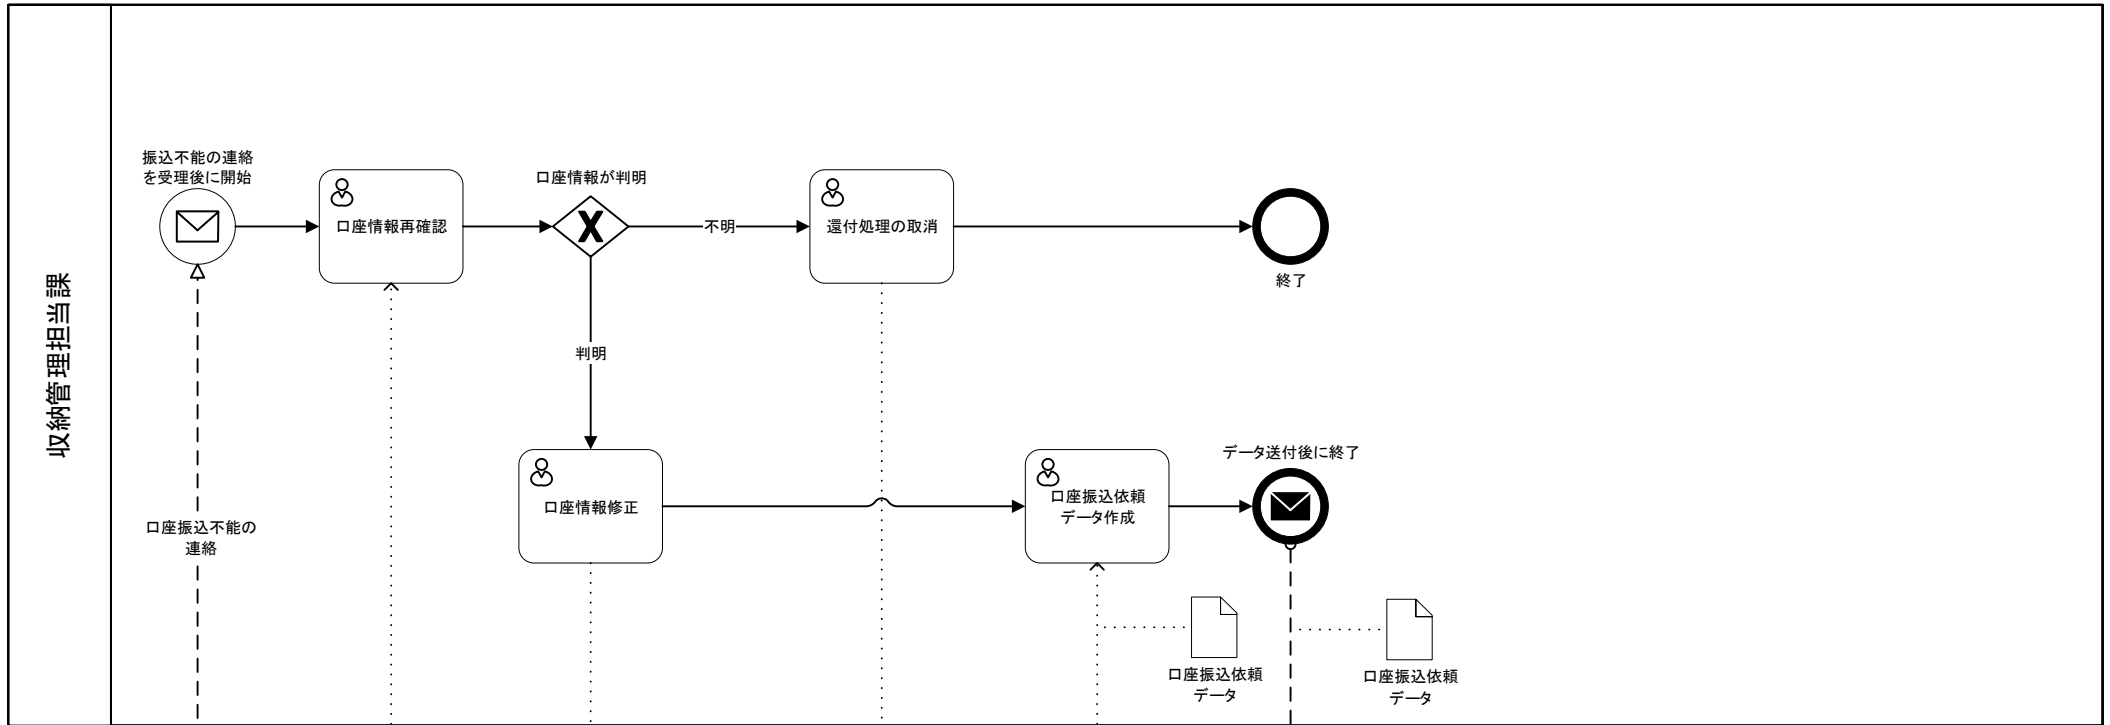 収納管理担当課
振込不能の連絡
を受理後に開始
口座情報再確認
口座情報が判明
不明
還付処理の取消
終了
判明
口座情報修正
口座振込依頼
データ作成
データ送付後に終了
口座振込不能の
連絡
口座振込依頼
データ
口座振込依頼
データ